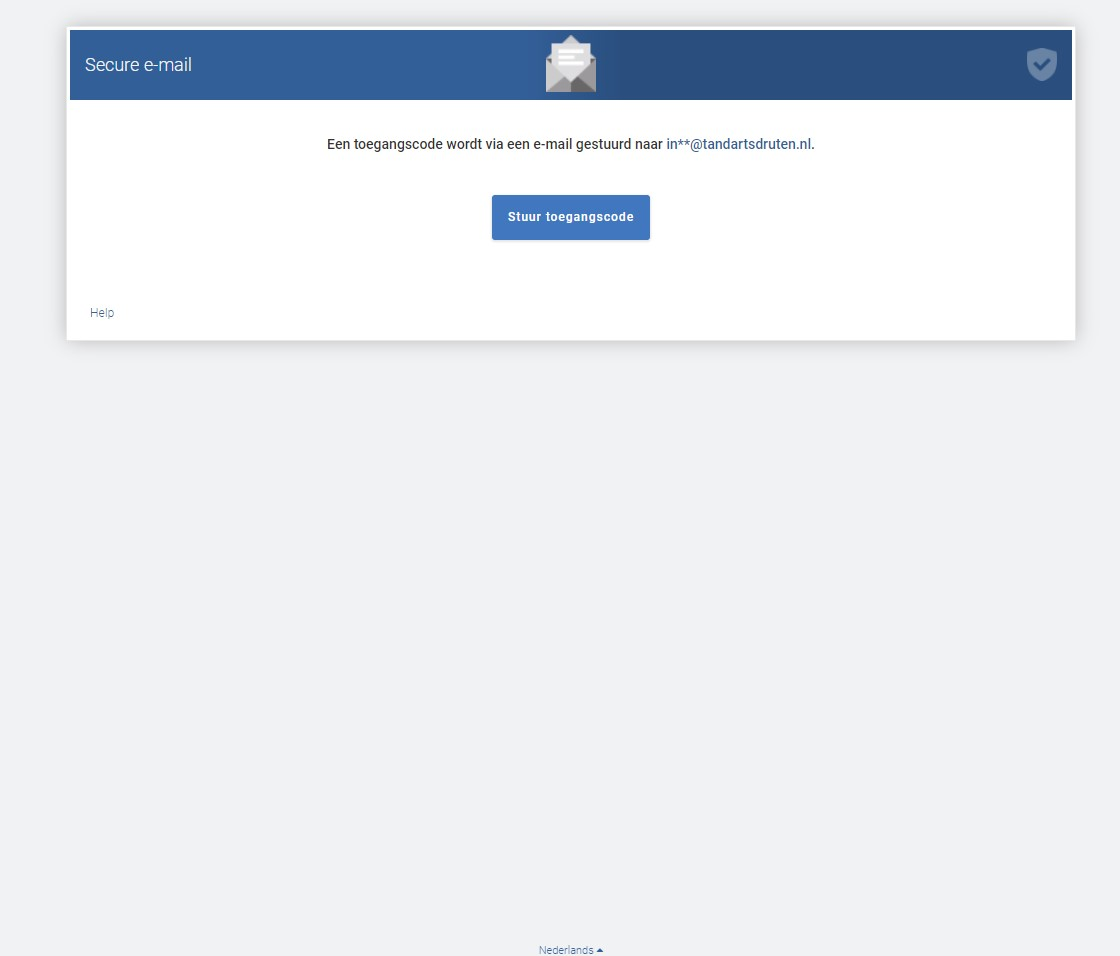 Secure e-mail
Een toegangscode wordt via een e-mail gestuurd naar in**@tandartsdruten.nl.
Stuur toegangscode
Help
Nederlands